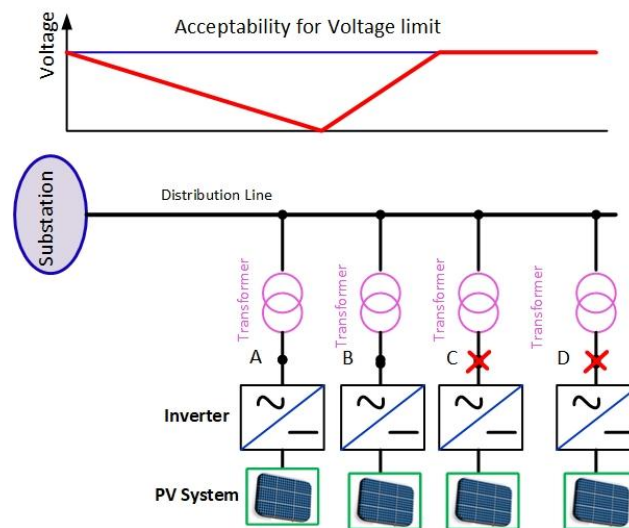 Acceptability for Voltage limit
Voltage
Substation
Distribution Line
Transformer
Transformer
Transformer
Transformer
A
B
C
D
Inverter
PV System